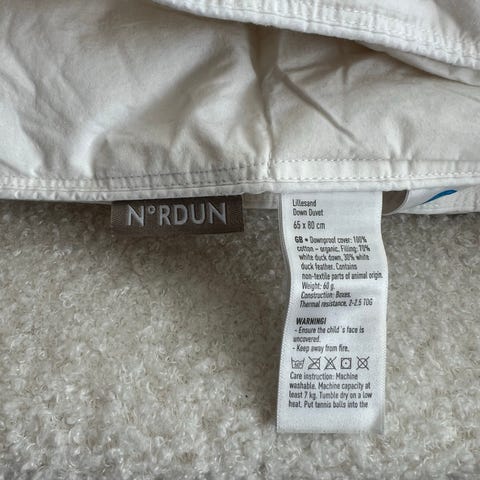 N°RDUN
Lillesand
Down Duvet
65 x 80 cm
GB • Downproof cover: 100%
cotton – organic. Filling: 70%
white duck down, 30% white
duck feather. Contains
non-textile parts of animal origin.
Weight: 60 g.
Construction: Boxes.
Thermal resistance, 2-2.5 TOG
WARNING!
- Ensure the child´s face is
uncovered.
- Keep away from fire.
Care instruction: Machine
washable. Machine capacity at
least 7 kg. Tumble dry on a low
heat. Put tennis balls into the